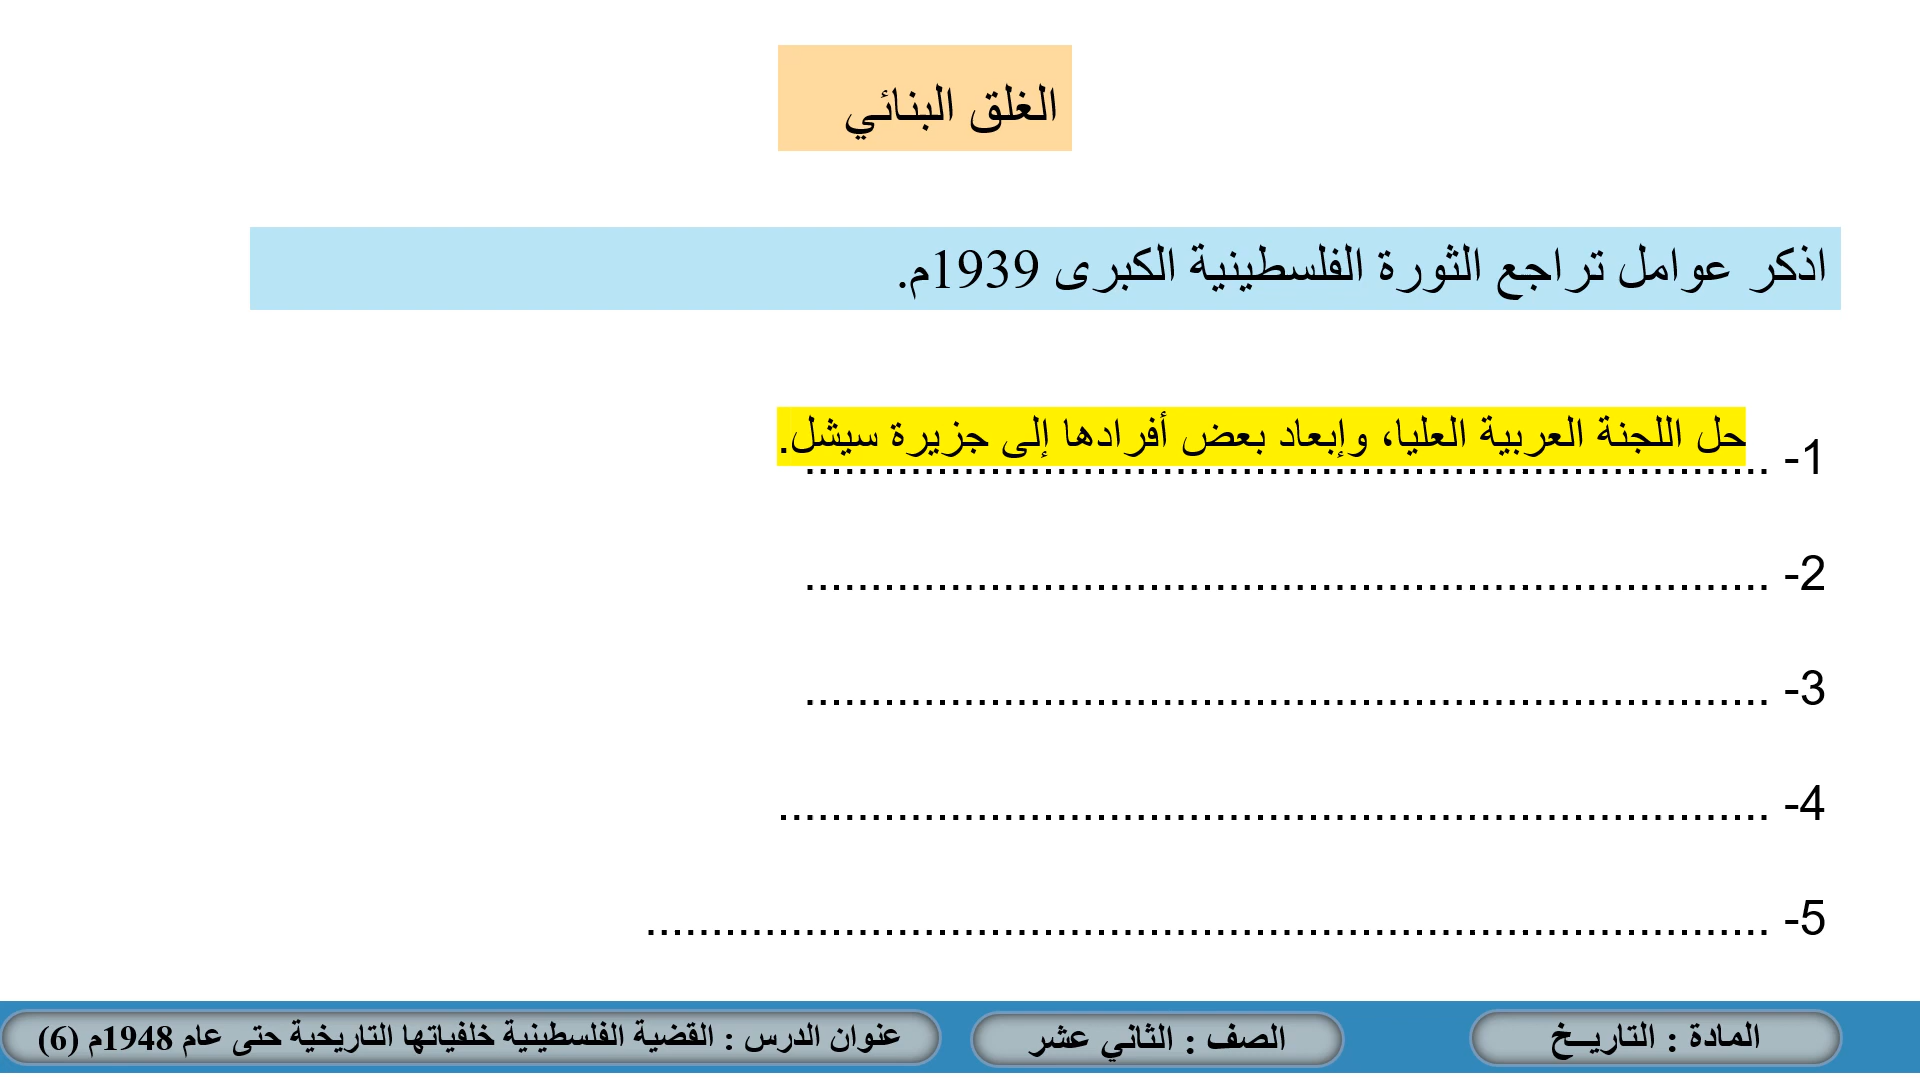 الغلق البنائي
اذكر عوامل تراجع الثورة الفلسطينية الكبرى 1939م.
1- حل اللجنة العربية العليا، وإبعاد بعض أفرادها إلى جزيرة سيشل.
2- .........................................................................
3- .........................................................................
4- ...........................................................................
5- .....................................................................................
المادة : التاريـــخ
الصف : الثاني عشر
عنوان الدرس : القضية الفلسطينية خلفياتها التاريخية حتى عام 1948م (6)